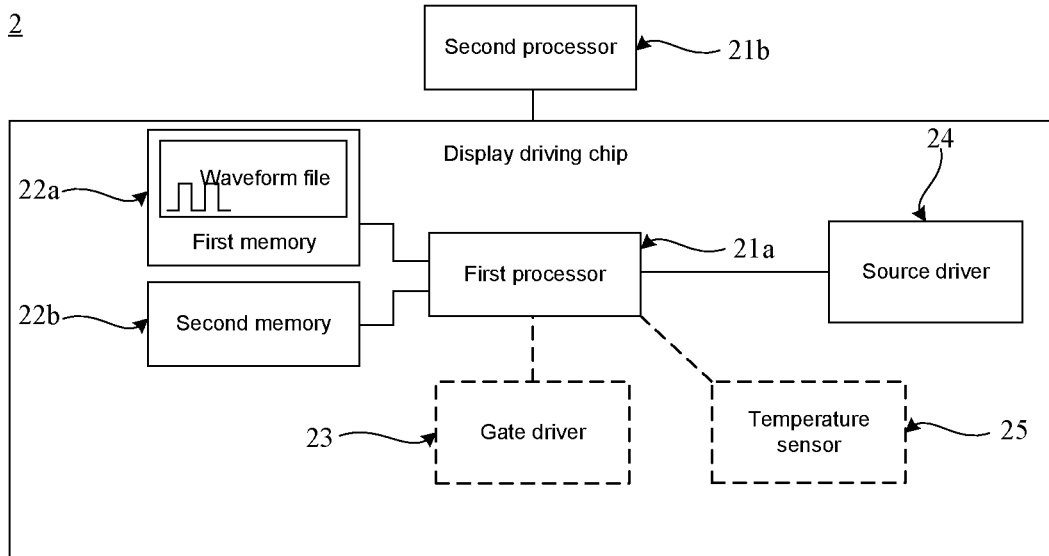 2
Second processor
21b
Display driving chip
24
Waveform file
22a
First memory
21a
First processor
Source driver
22b
Second memory
23
Gate driver
Temperature
sensor
25